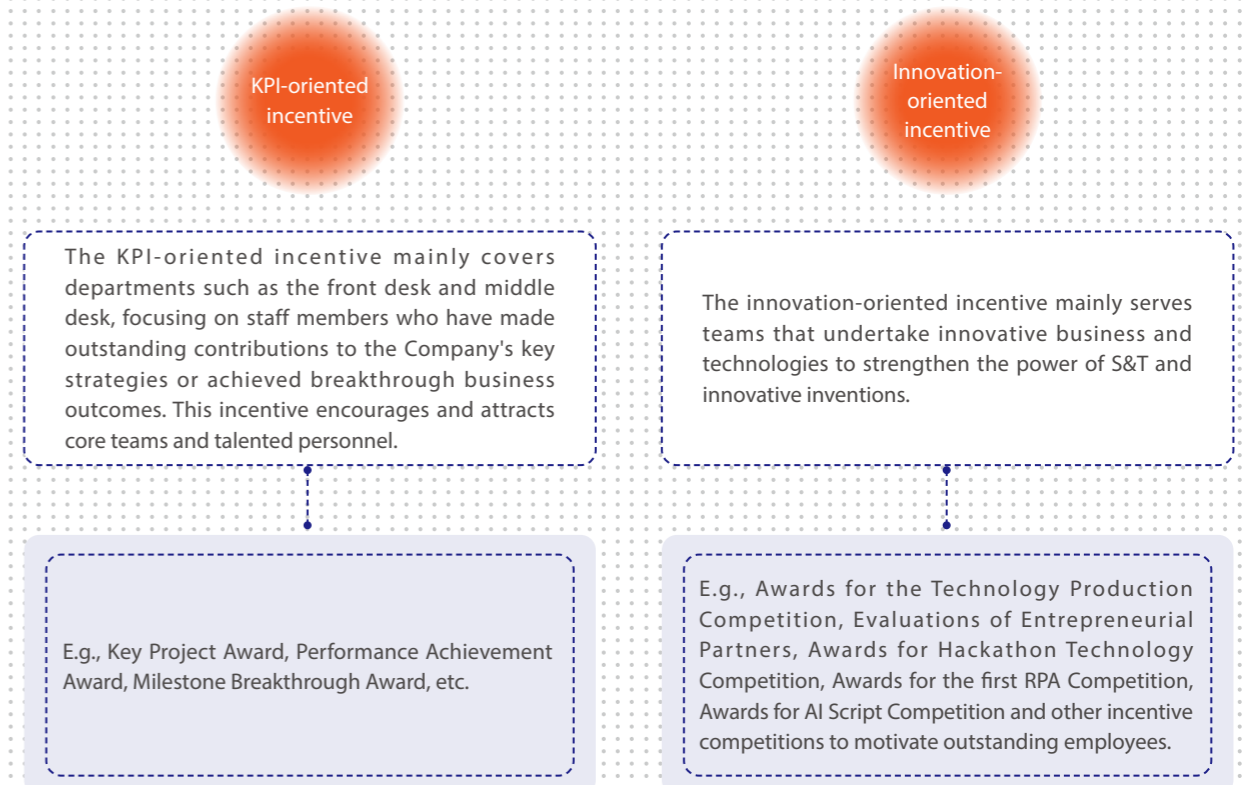 KPI-oriented
incentive
The KPI-oriented incentive mainly covers
departments such as the front desk and middle
desk, focusing on staff members who have made
outstanding contributions to the Company's key
strategies or achieved breakthrough business
outcomes. This incentive encourages and attracts
core teams and talented personnel.
E.g., Key Project Award, Performance Achievement
Award, Milestone Breakthrough Award, etc.
Innovation-
oriented
incentive
The innovation-oriented incentive mainly serves
teams that undertake innovative business and
technologies to strengthen the power of S&T and
innovative inventions.
E.g., Awards for the Technology Production
Competition, Evaluations of Entrepreneurial
Partners, Awards for Hackathon Technology
Competition, Awards for the first RPA Competition,
Awards for AI Script Competition and other incentive
competitions to motivate outstanding employees.